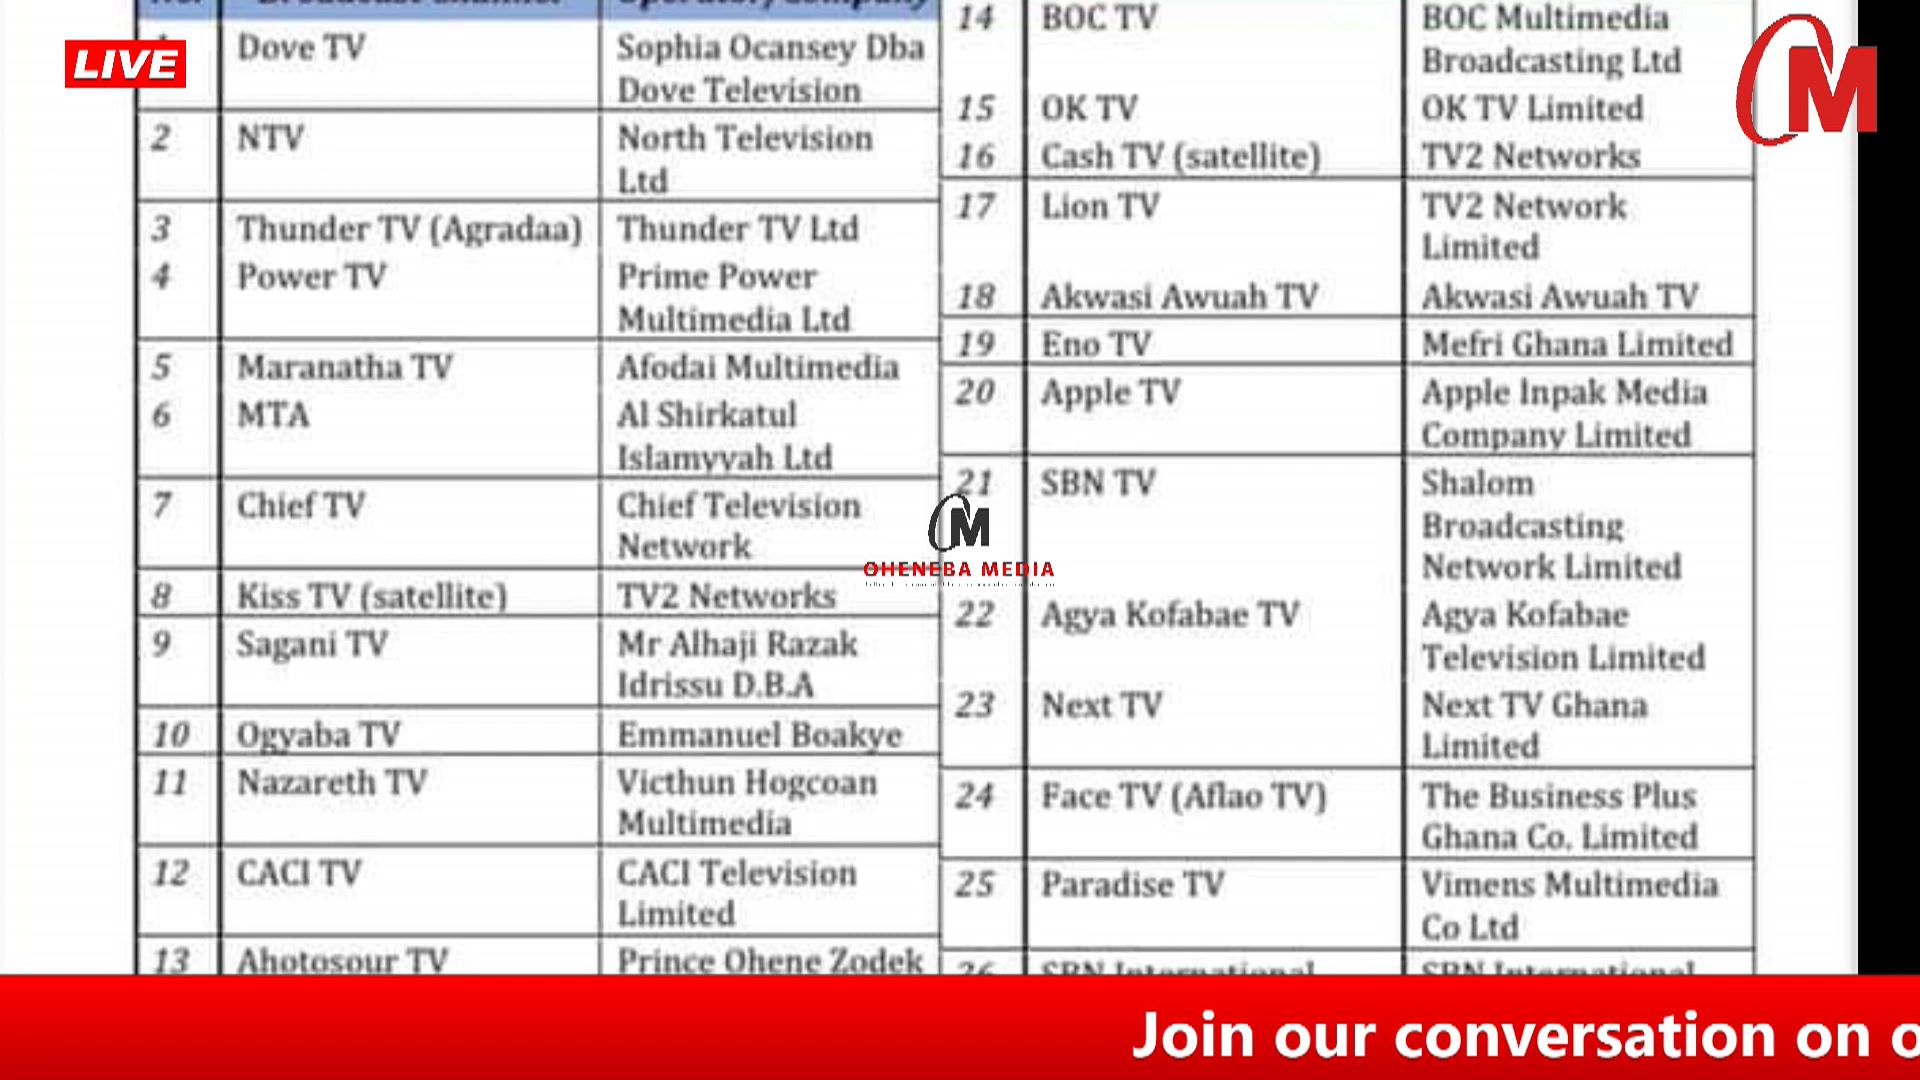 No. Broadcast Channel Operator/Company
LIVE
1 Dove TV Sophia Ocansey Dba
Dove Television
2 NTV North Television
Ltd
3 Thunder TV (Agradaa) Thunder TV Ltd
4 Power TV Prime Power
Multimedia Ltd
5 Maranatha TV Afodai Multimedia
6 MTA Al Shirkatul
Islamyyah Ltd
7 Chief TV Chief Television
Network
8 Kiss TV (satellite) TV2 Networks
9 Sagani TV Mr Alhaji Razak
Idrissu D.B.A
10 Ogyaba TV Emmanuel Boakye
11 Nazareth TV Victhun Hogcoan
Multimedia
12 CACI TV CACI Television
Limited
13 Ahotosour TV Prince Ohene Zodek
14 BOC TV BOC Multimedia
Broadcasting Ltd
15 OK TV OK TV Limited
16 Cash TV (satellite) TV2 Networks
17 Lion TV TV2 Network
Limited
18 Akwasi Awuah TV Akwasi Awuah TV
19 Eno TV Mefri Ghana Limited
20 Apple TV Apple Inpak Media
Company Limited
21 SBN TV Shalom
Broadcasting
Network Limited
22 Agya Kofabae TV Agya Kofabae
Television Limited
23 Next TV Next TV Ghana
Limited
24 Face TV (Aflao TV) The Business Plus
Ghana Co. Limited
25 Paradise TV Vimens Multimedia
Co Ltd
26 SBN International SBN International
M
M
OHENEBA MEDIA
Join our conversation on o